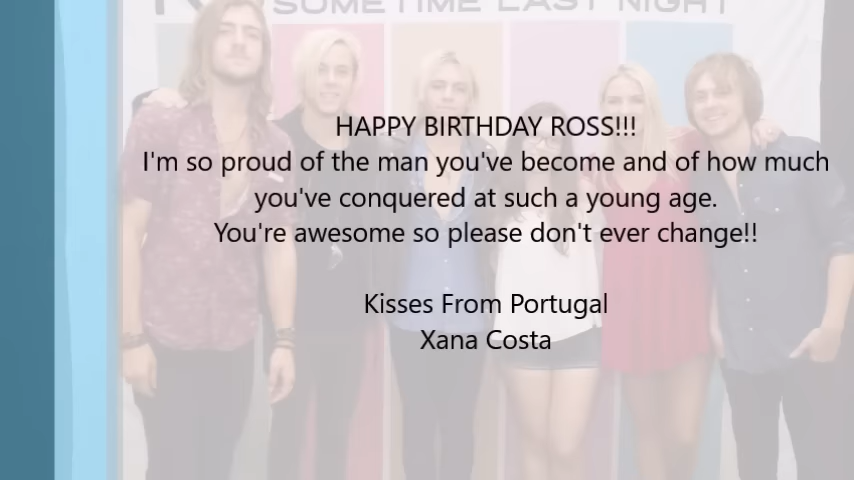 SOMETIME LAST NIGHT
HAPPY BIRTHDAY ROSS!!!
I'm so proud of the man you've become and of how much
you've conquered at such a young age.
You're awesome so please don't ever change!!
Kisses From Portugal
Xana Costa